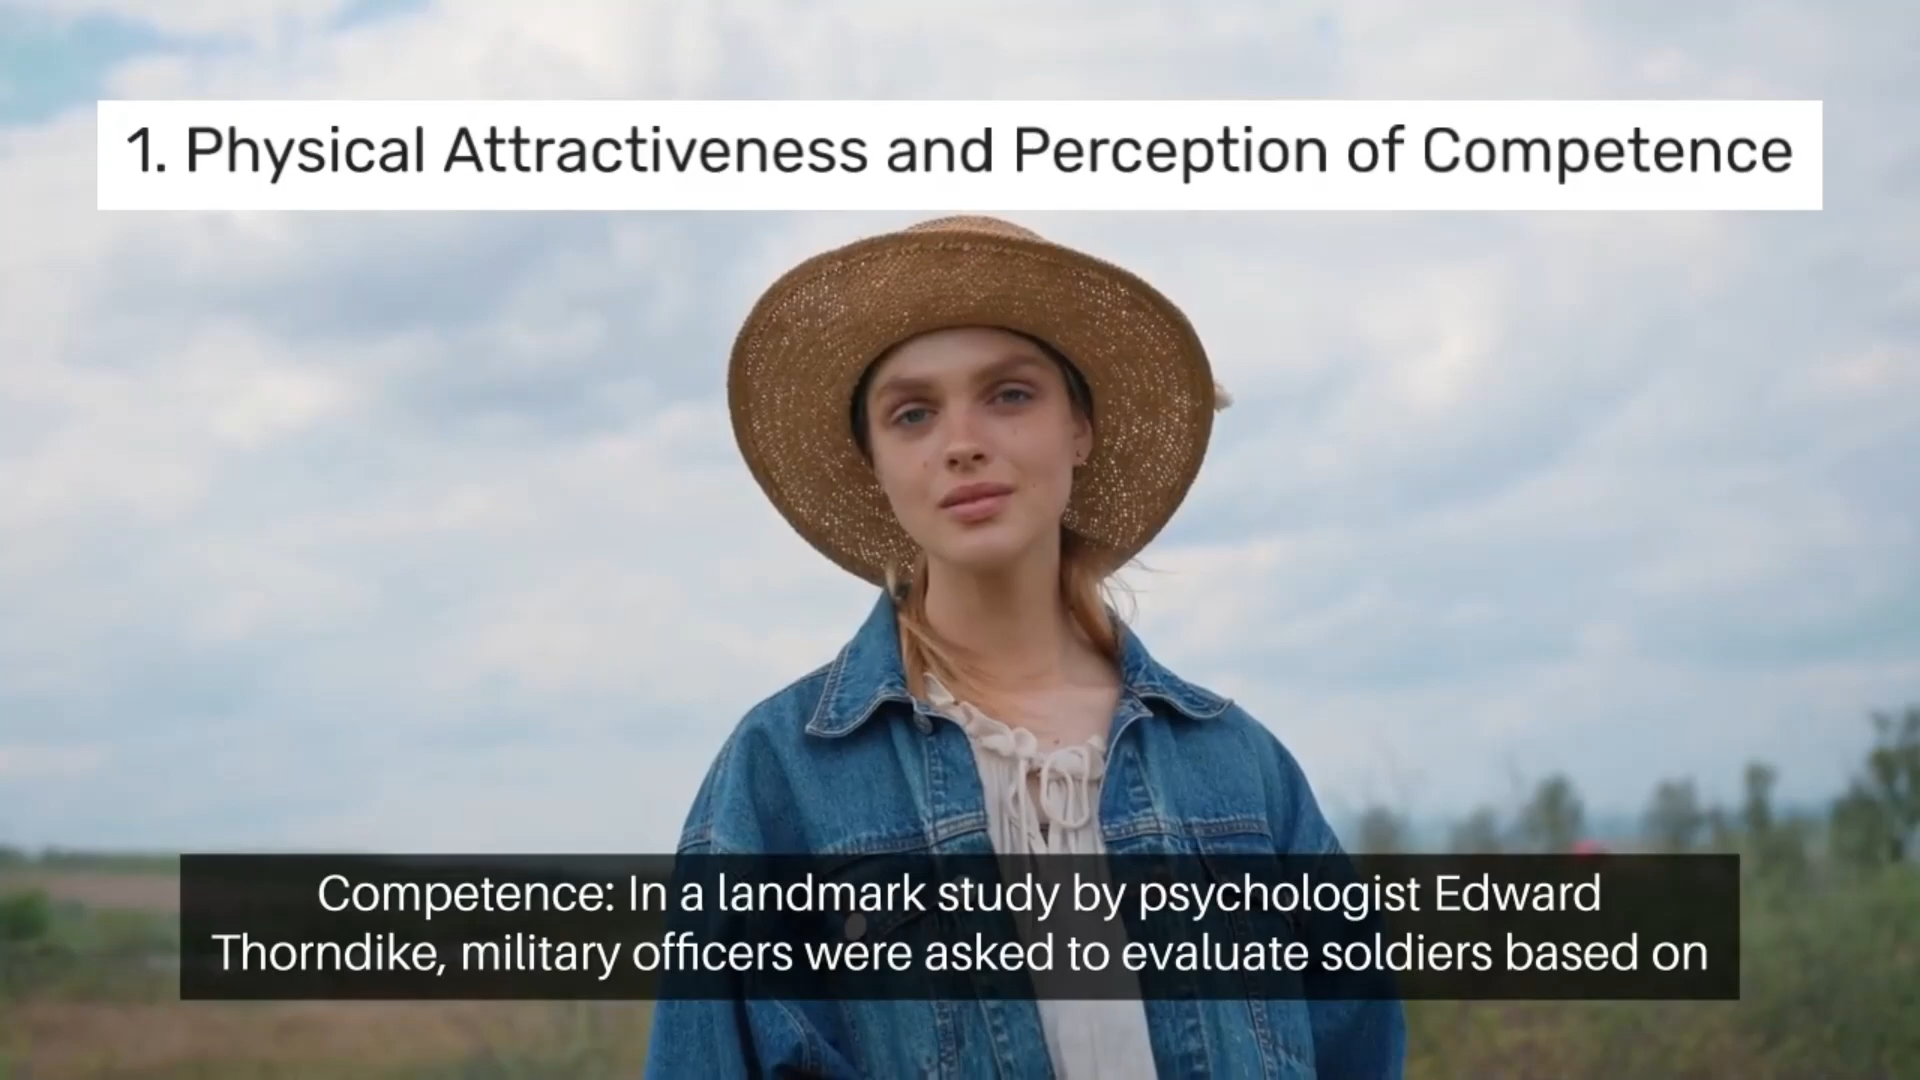 1. Physical Attractiveness and Perception of Competence
Competence: In a landmark study by psychologist Edward
Thorndike, military officers were asked to evaluate soldiers based on